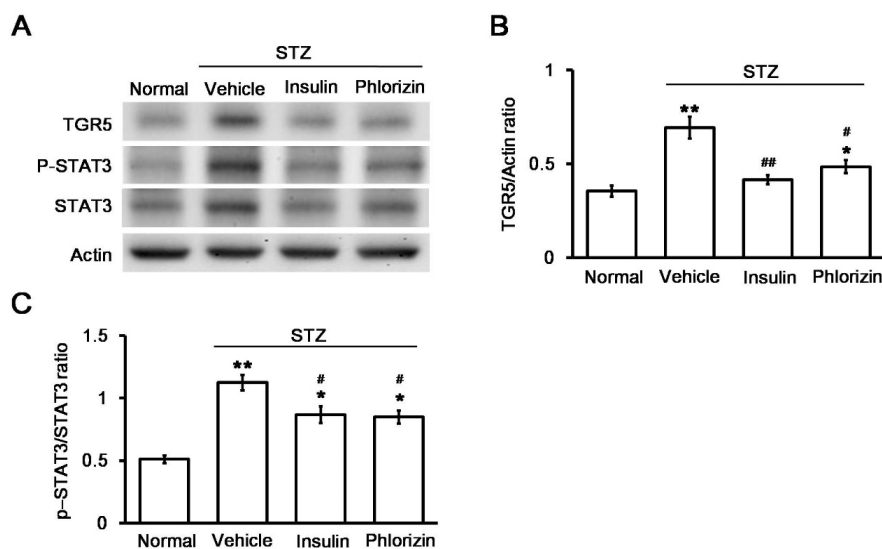 A
STZ
Normal Vehicle Insulin Phlorizin
TGR5
P-STAT3
STAT3
Actin
B
1
STZ
**
#
##
*
0.5
TGR5/Actin ratio
0
Normal Vehicle Insulin Phlorizin
C
1.5
STZ
**
# #
* *
1
p–STAT3/STAT3 ratio
0.5
0
Normal Vehicle Insulin Phlorizin